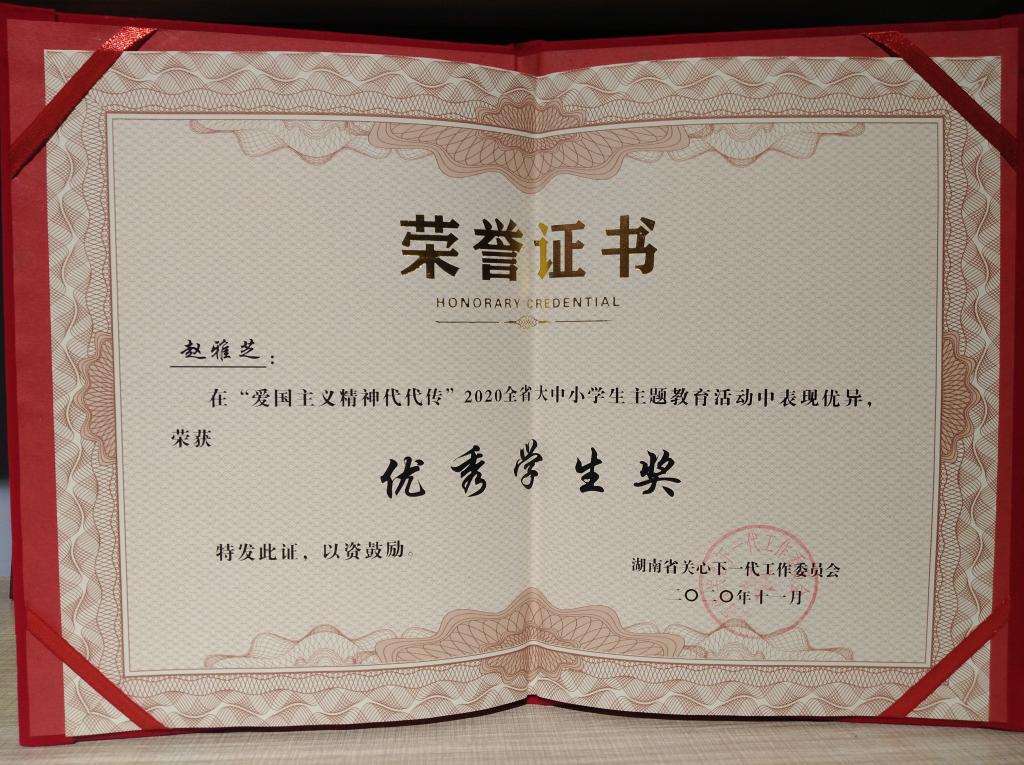 荣誉证书
HONORARY CREDENTIAL
赵雅芝：
在“爱国主义精神代代传”2020全省大中小学生主题教育活动中表现优异，
荣获
优秀学生奖
特发此证，以资鼓励。
湖南省关心下一代工作委员会
二〇二〇年十一月